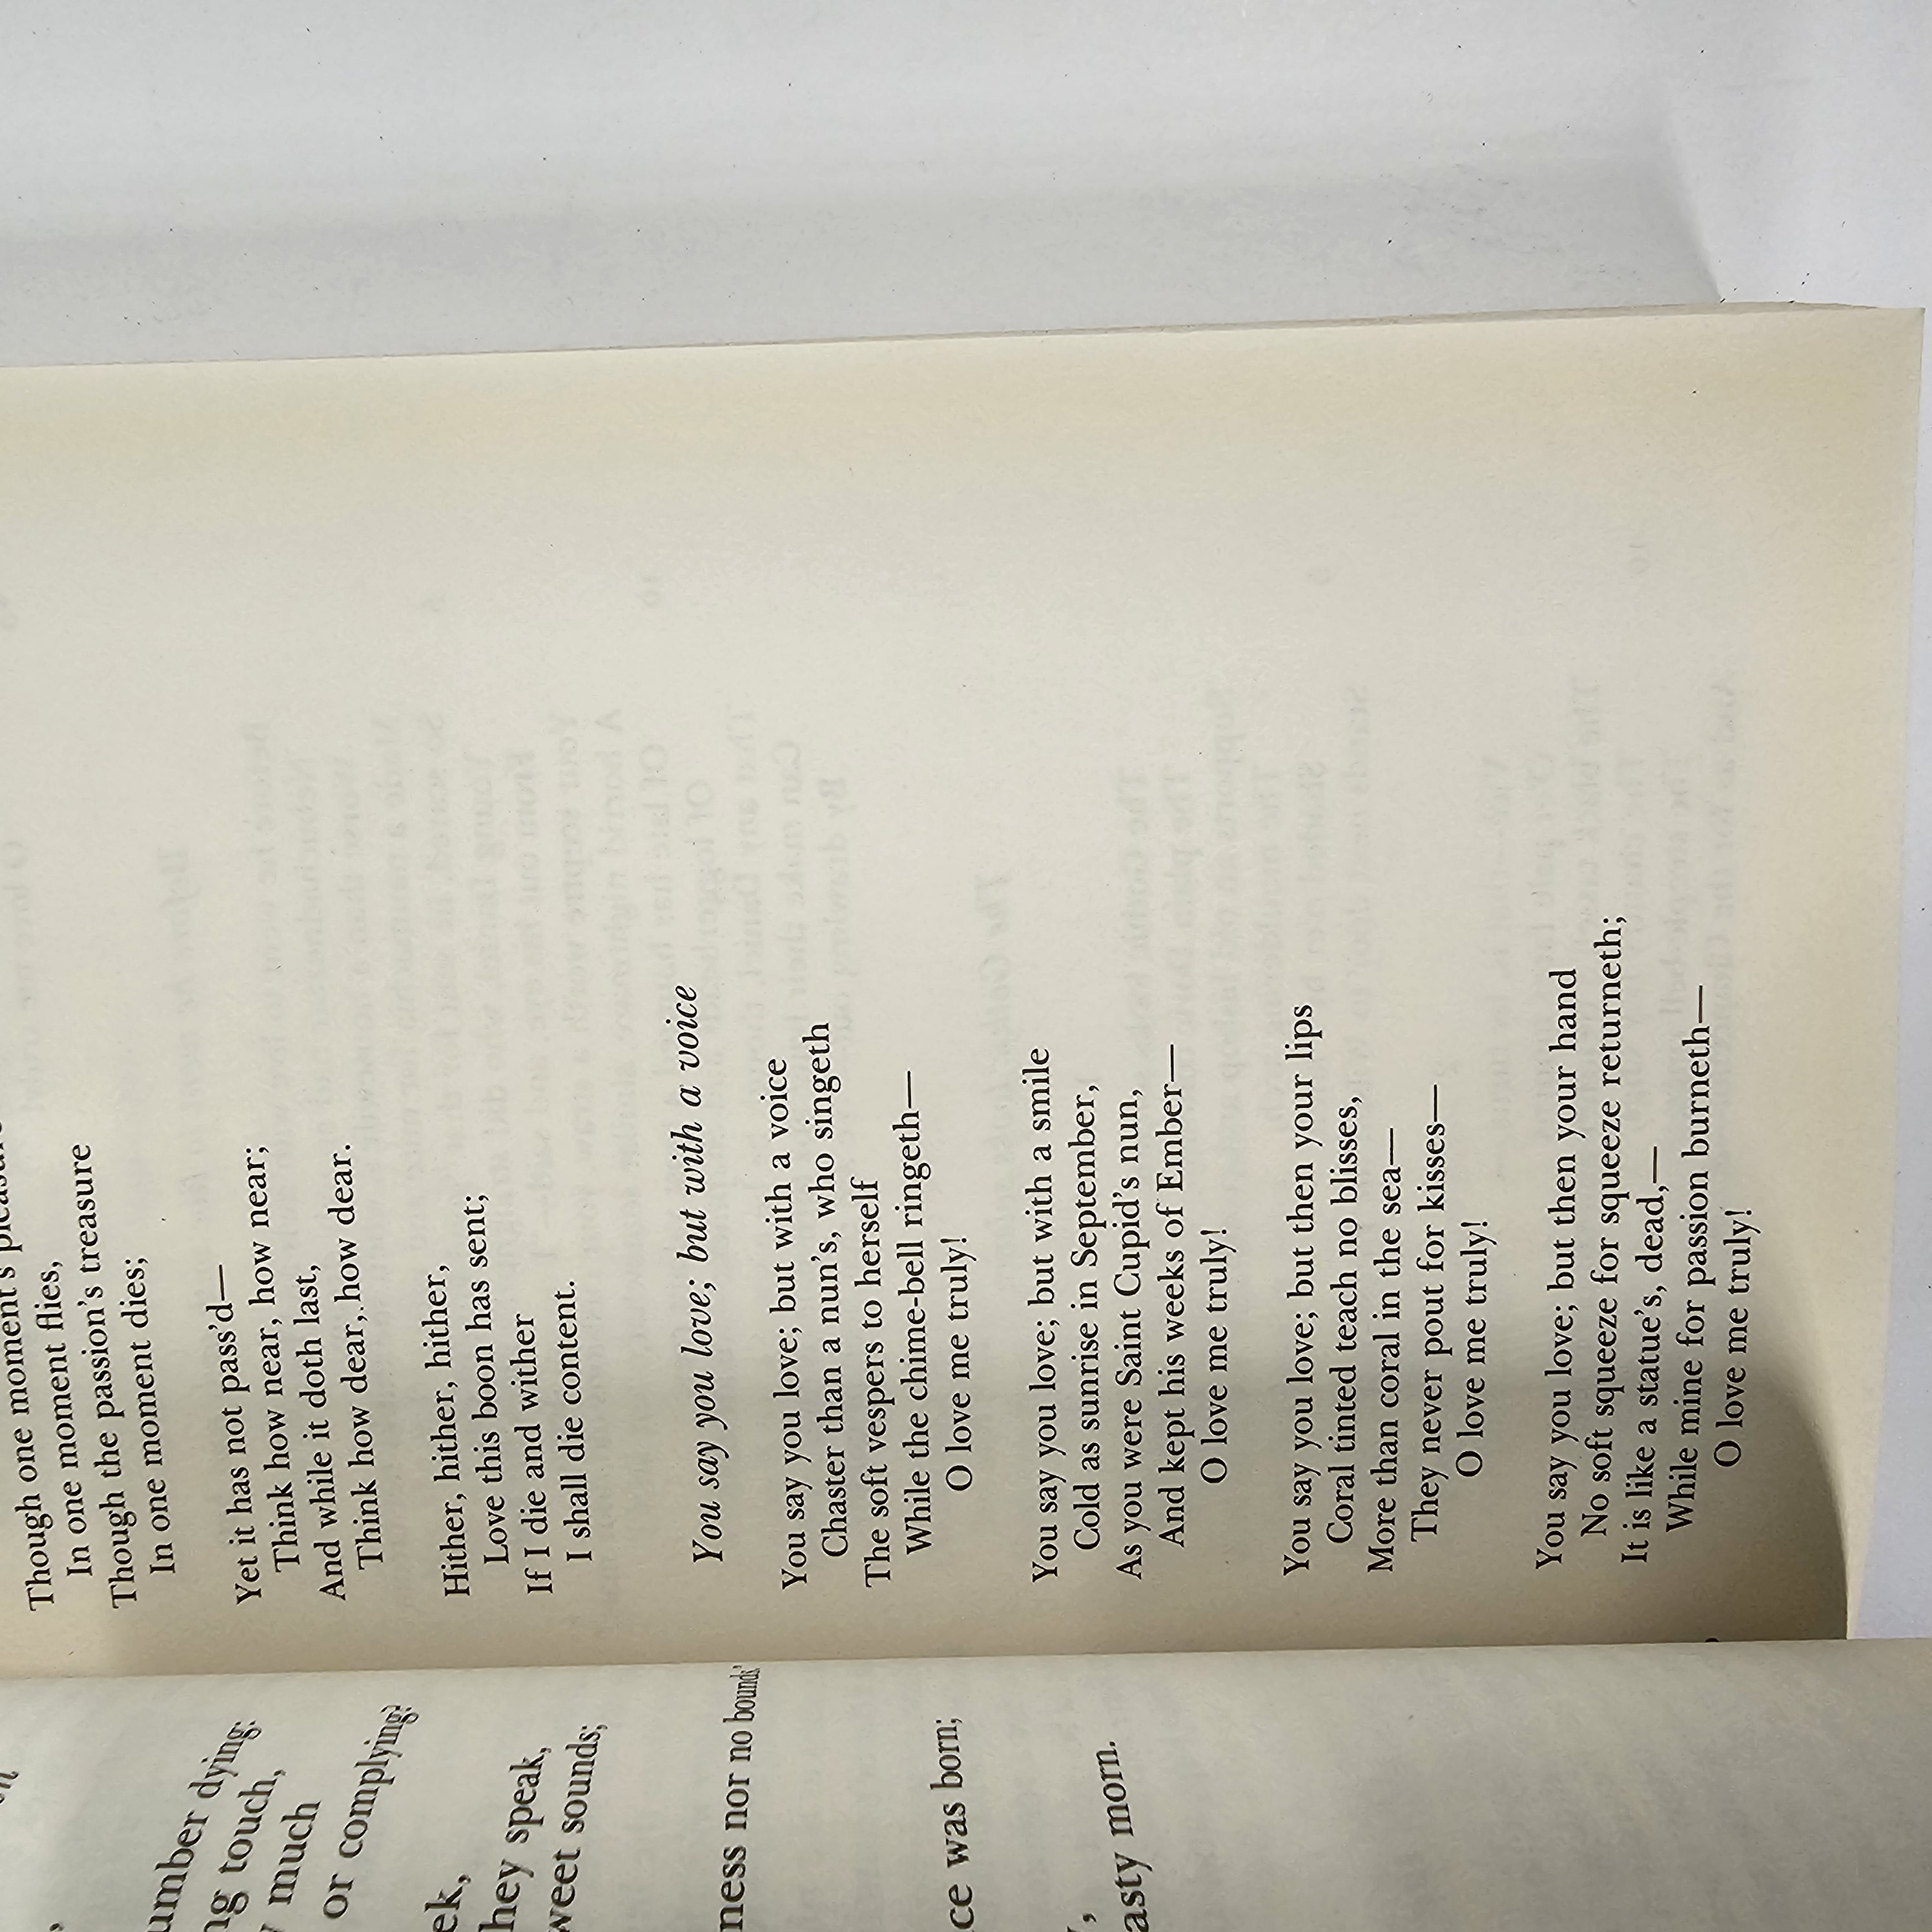 umber dying:
ng touch,
much
or complying?
ek,
hey speak,
weet sounds;
ness nor no bounds'
ce was born;
asty morn.
Though one moment's pleasure
In one moment flies,
Though the passion's treasure
In one moment dies;
Yet it has not pass'd—
Think how near, how near;
And while it doth last,
Think how dear, how dear.
Hither, hither, hither,
Love this boon has sent;
If I die and wither
I shall die content.
You say you love; but with a voice
You say you love; but with a voice
Chaster than a nun's, who singeth
The soft vespers to herself
While the chime-bell ringeth—
O love me truly!
You say you love; but with a smile
Cold as sunrise in September,
As you were Saint Cupid's nun,
And kept his weeks of Ember—
O love me truly!
You say you love; but then your lips
Coral tinted teach no blisses,
More than coral in the sea—
They never pout for kisses—
O love me truly!
You say you love; but then your hand
No soft squeeze for squeeze returneth;
It is like a statue's, dead,—
While mine for passion burneth—
O love me truly!